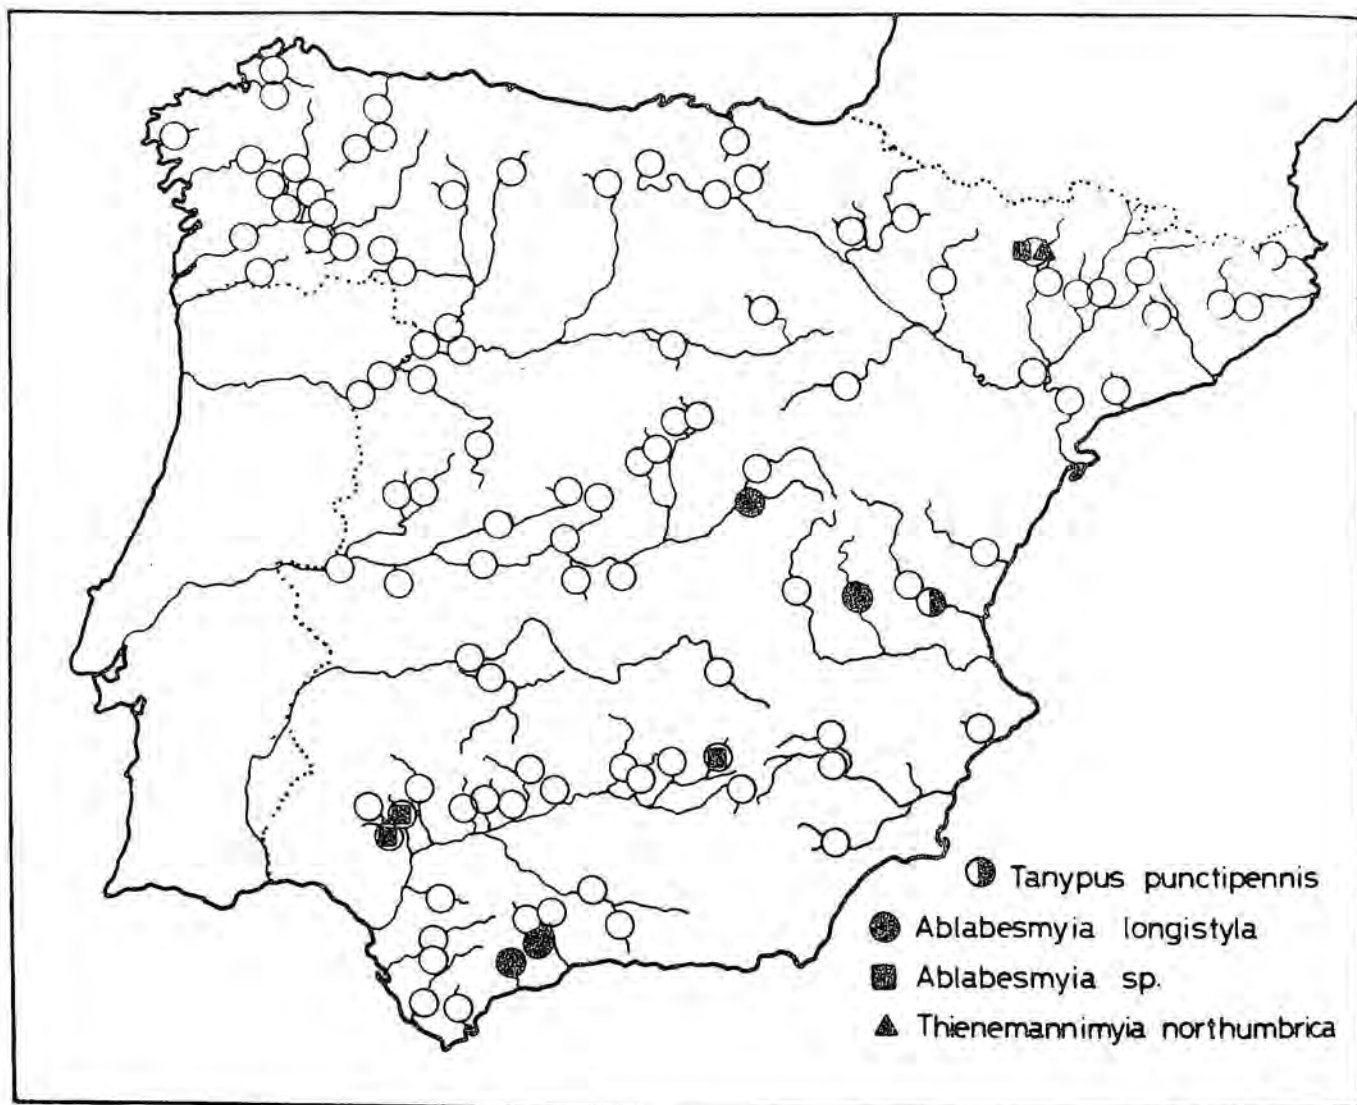 Tanypus punctipennis
Ablabesmyia longistyla
Ablabesmyia sp.
Thienemannimyia northumbrica